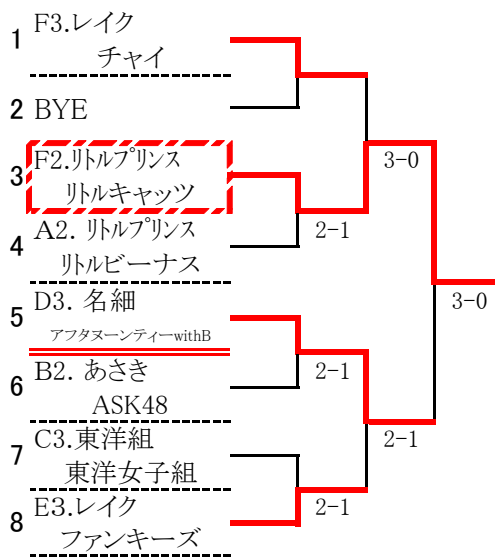 1 F3.レイク
チャイ
2 BYE
3 F2.リトルプリンス
リトルキャッツ
3-0
4 A2. リトルプリンス
リトルビーナス
2-1
3-0
5 D3. 名細
アフタヌーンティーwithB
6 B2. あさき
ASK48
2-1
2-1
7 C3.東洋組
東洋女子組
8 E3.レイク
ファンキーズ
2-1